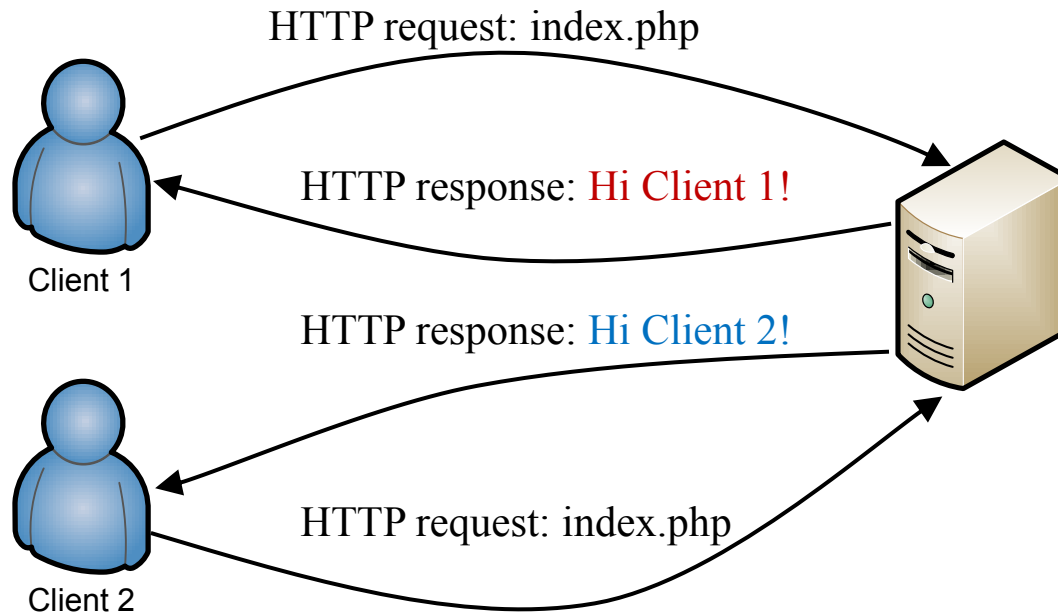 HTTP request: index.php
HTTP response: Hi Client 1!
Client 1
HTTP response: Hi Client 2!
HTTP request: index.php
Client 2